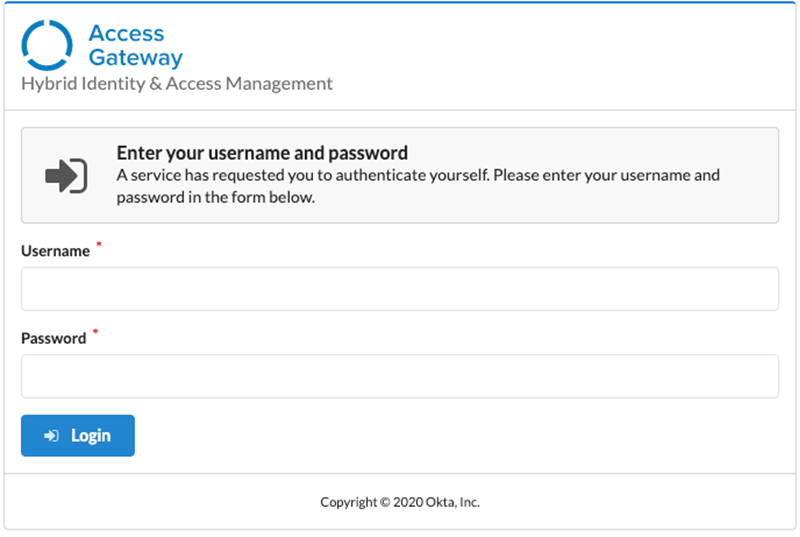 Access
Gateway
Hybrid Identity & Access Management
Enter your username and password
A service has requested you to authenticate yourself. Please enter your username and
password in the form below.
Username *
Password *
Login
Copyright © 2020 Okta, Inc.